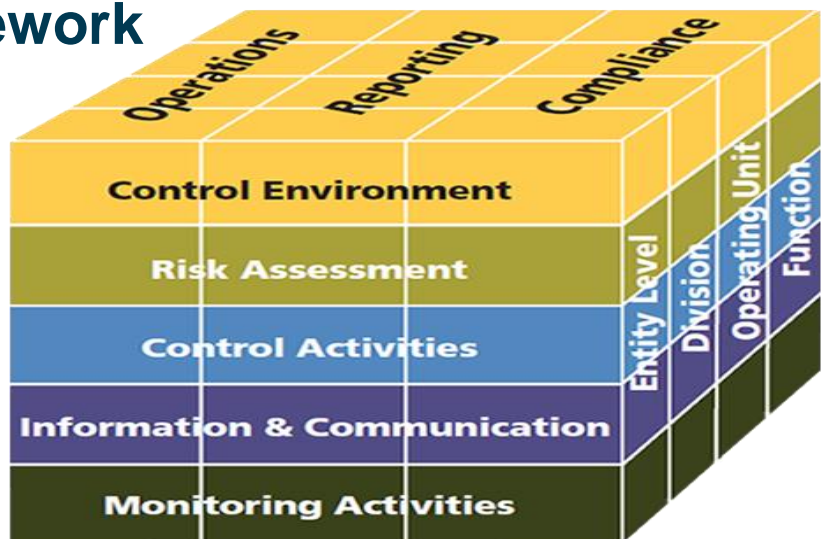 ework
Operations
Reporting
Compliance
Control Environment
Risk Assessment
Control Activities
Information & Communication
Monitoring Activities
Entity Level
Division
Operating Unit
Function